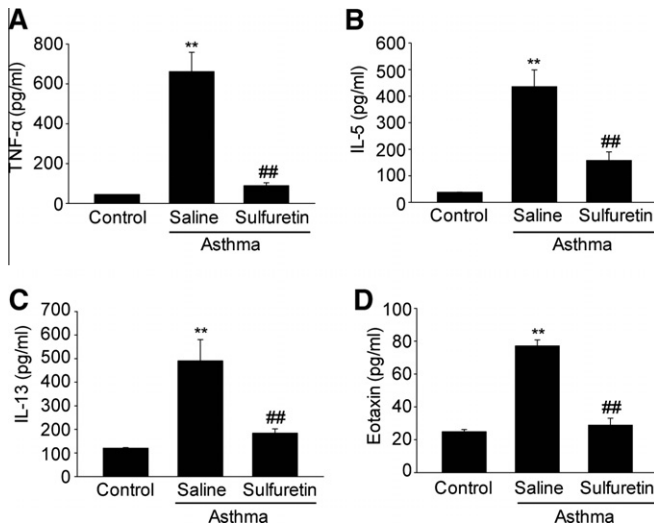 A
TNF-α (pg/ml)
800
600
400
200
0
**
##
Control Saline Sulfuretin
Asthma
B
IL-5 (pg/ml)
600
500
400
300
200
100
0
**
##
Control Saline Sulfuretin
Asthma
C
IL-13 (pg/ml)
700
600
500
400
300
200
100
0
**
##
Control Saline Sulfuretin
Asthma
D
Eotaxin (pg/ml)
100
80
60
40
20
0
**
##
Control Saline Sulfuretin
Asthma